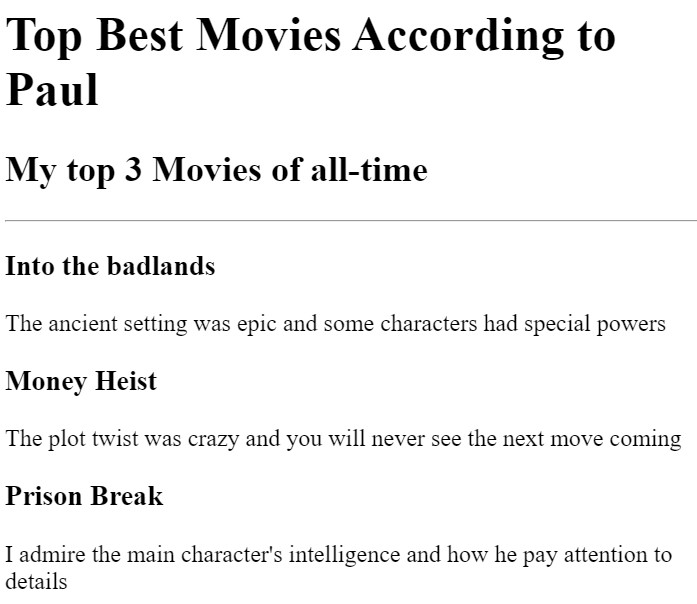 Top Best Movies According to
Paul
My top 3 Movies of all-time
Into the badlands
The ancient setting was epic and some characters had special powers
Money Heist
The plot twist was crazy and you will never see the next move coming
Prison Break
I admire the main character's intelligence and how he pay attention to
details